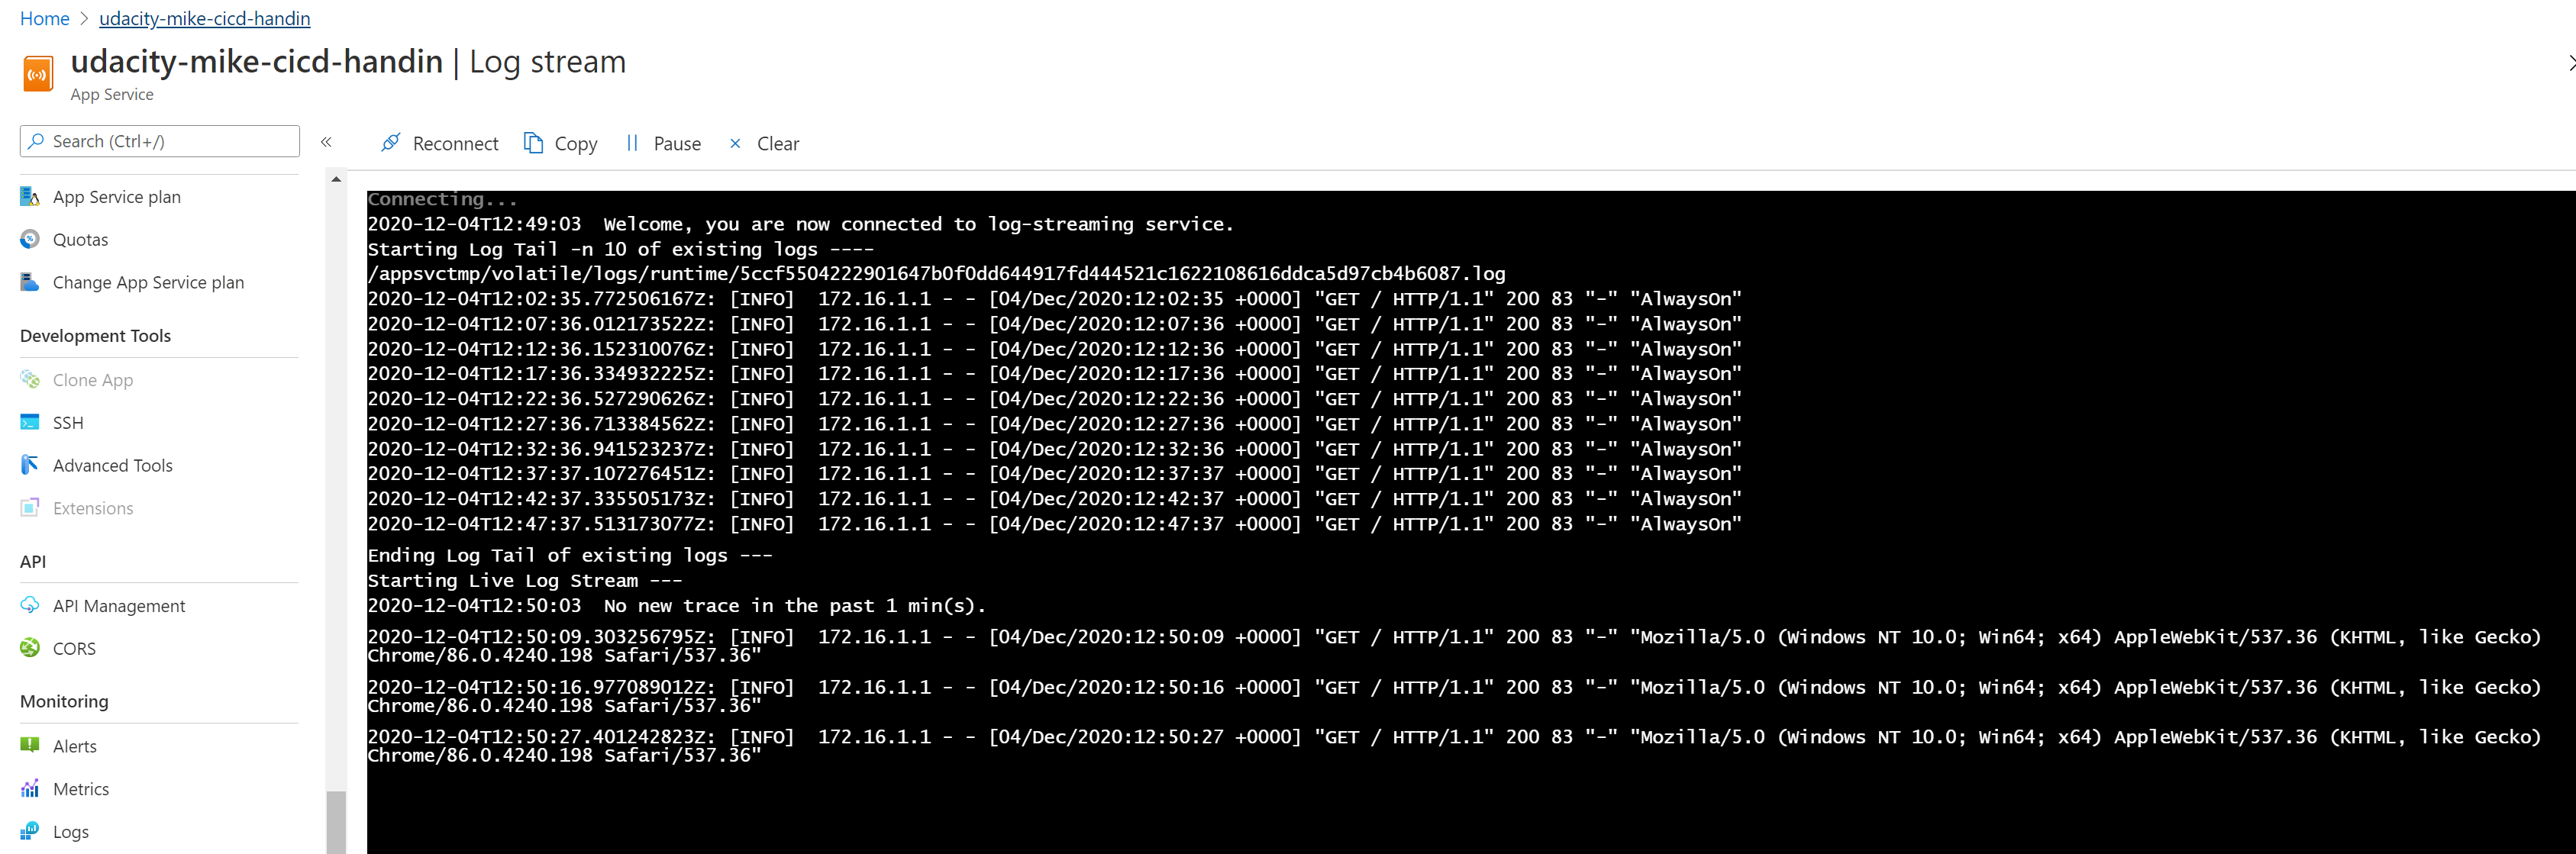 Home > udacity-mike-cicd-handin
udacity-mike-cicd-handin | Log stream
App Service
Search (Ctrl+/)
«
Reconnect
Copy
Pause
Clear
App Service plan
Quotas
Change App Service plan
Development Tools
Clone App
SSH
Advanced Tools
Extensions
API
API Management
CORS
Monitoring
Alerts
Metrics
Logs
Connecting...
2020-12-04T12:49:03  Welcome, you are now connected to log-streaming service.
Starting Log Tail -n 10 of existing logs ----
/appsvctmp/volatile/logs/runtime/5ccf5504222901647b0f0dd644917fd444521c1622108616ddca5d97cb4b6087.log
2020-12-04T12:02:35.772506167Z: [INFO]  172.16.1.1 - - [04/Dec/2020:12:02:35 +0000] "GET / HTTP/1.1" 200 83 "-" "AlwaysOn"
2020-12-04T12:07:36.012173522Z: [INFO]  172.16.1.1 - - [04/Dec/2020:12:07:36 +0000] "GET / HTTP/1.1" 200 83 "-" "AlwaysOn"
2020-12-04T12:12:36.152310076Z: [INFO]  172.16.1.1 - - [04/Dec/2020:12:12:36 +0000] "GET / HTTP/1.1" 200 83 "-" "AlwaysOn"
2020-12-04T12:17:36.334932225Z: [INFO]  172.16.1.1 - - [04/Dec/2020:12:17:36 +0000] "GET / HTTP/1.1" 200 83 "-" "AlwaysOn"
2020-12-04T12:22:36.527290626Z: [INFO]  172.16.1.1 - - [04/Dec/2020:12:22:36 +0000] "GET / HTTP/1.1" 200 83 "-" "AlwaysOn"
2020-12-04T12:27:36.713384562Z: [INFO]  172.16.1.1 - - [04/Dec/2020:12:27:36 +0000] "GET / HTTP/1.1" 200 83 "-" "AlwaysOn"
2020-12-04T12:32:36.941523237Z: [INFO]  172.16.1.1 - - [04/Dec/2020:12:32:36 +0000] "GET / HTTP/1.1" 200 83 "-" "AlwaysOn"
2020-12-04T12:37:37.107276451Z: [INFO]  172.16.1.1 - - [04/Dec/2020:12:37:37 +0000] "GET / HTTP/1.1" 200 83 "-" "AlwaysOn"
2020-12-04T12:42:37.335505173Z: [INFO]  172.16.1.1 - - [04/Dec/2020:12:42:37 +0000] "GET / HTTP/1.1" 200 83 "-" "AlwaysOn"
2020-12-04T12:47:37.513173077Z: [INFO]  172.16.1.1 - - [04/Dec/2020:12:47:37 +0000] "GET / HTTP/1.1" 200 83 "-" "AlwaysOn"
Ending Log Tail of existing logs ---
Starting Live Log Stream ---
2020-12-04T12:50:03  No new trace in the past 1 min(s).
2020-12-04T12:50:09.303256795Z: [INFO]  172.16.1.1 - - [04/Dec/2020:12:50:09 +0000] "GET / HTTP/1.1" 200 83 "-" "Mozilla/5.0 (Windows NT 10.0; Win64; x64) AppleWebKit/537.36 (KHTML, like Gecko)
Chrome/86.0.4240.198 Safari/537.36"
2020-12-04T12:50:16.977089012Z: [INFO]  172.16.1.1 - - [04/Dec/2020:12:50:16 +0000] "GET / HTTP/1.1" 200 83 "-" "Mozilla/5.0 (Windows NT 10.0; Win64; x64) AppleWebKit/537.36 (KHTML, like Gecko)
Chrome/86.0.4240.198 Safari/537.36"
2020-12-04T12:50:27.401242823Z: [INFO]  172.16.1.1 - - [04/Dec/2020:12:50:27 +0000] "GET / HTTP/1.1" 200 83 "-" "Mozilla/5.0 (Windows NT 10.0; Win64; x64) AppleWebKit/537.36 (KHTML, like Gecko)
Chrome/86.0.4240.198 Safari/537.36"